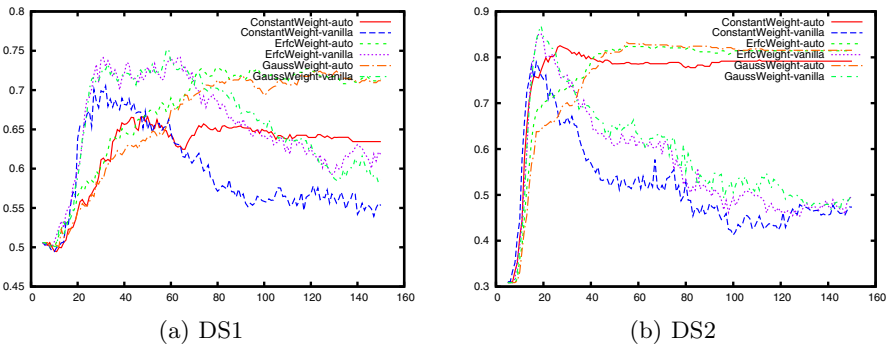 0.8
0.75
0.7
0.65
0.6
0.55
0.5
0.45
0 20 40 60 80 100 120 140 160
ConstantWeight-auto
ConstantWeight-vanilla
ErfcWeight-auto
ErfcWeight-vanilla
GaussWeight-auto
GaussWeight-vanilla
(a) DS1
0.9
0.8
0.7
0.6
0.5
0.4
0.3
0 20 40 60 80 100 120 140 160
ConstantWeight-auto
ConstantWeight-vanilla
ErfcWeight-auto
ErfcWeight-vanilla
GaussWeight-auto
GaussWeight-vanilla
(b) DS2